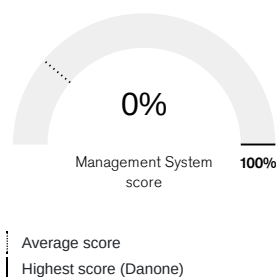 0%
Management System
score
100%
Average score
Highest score (Danone)